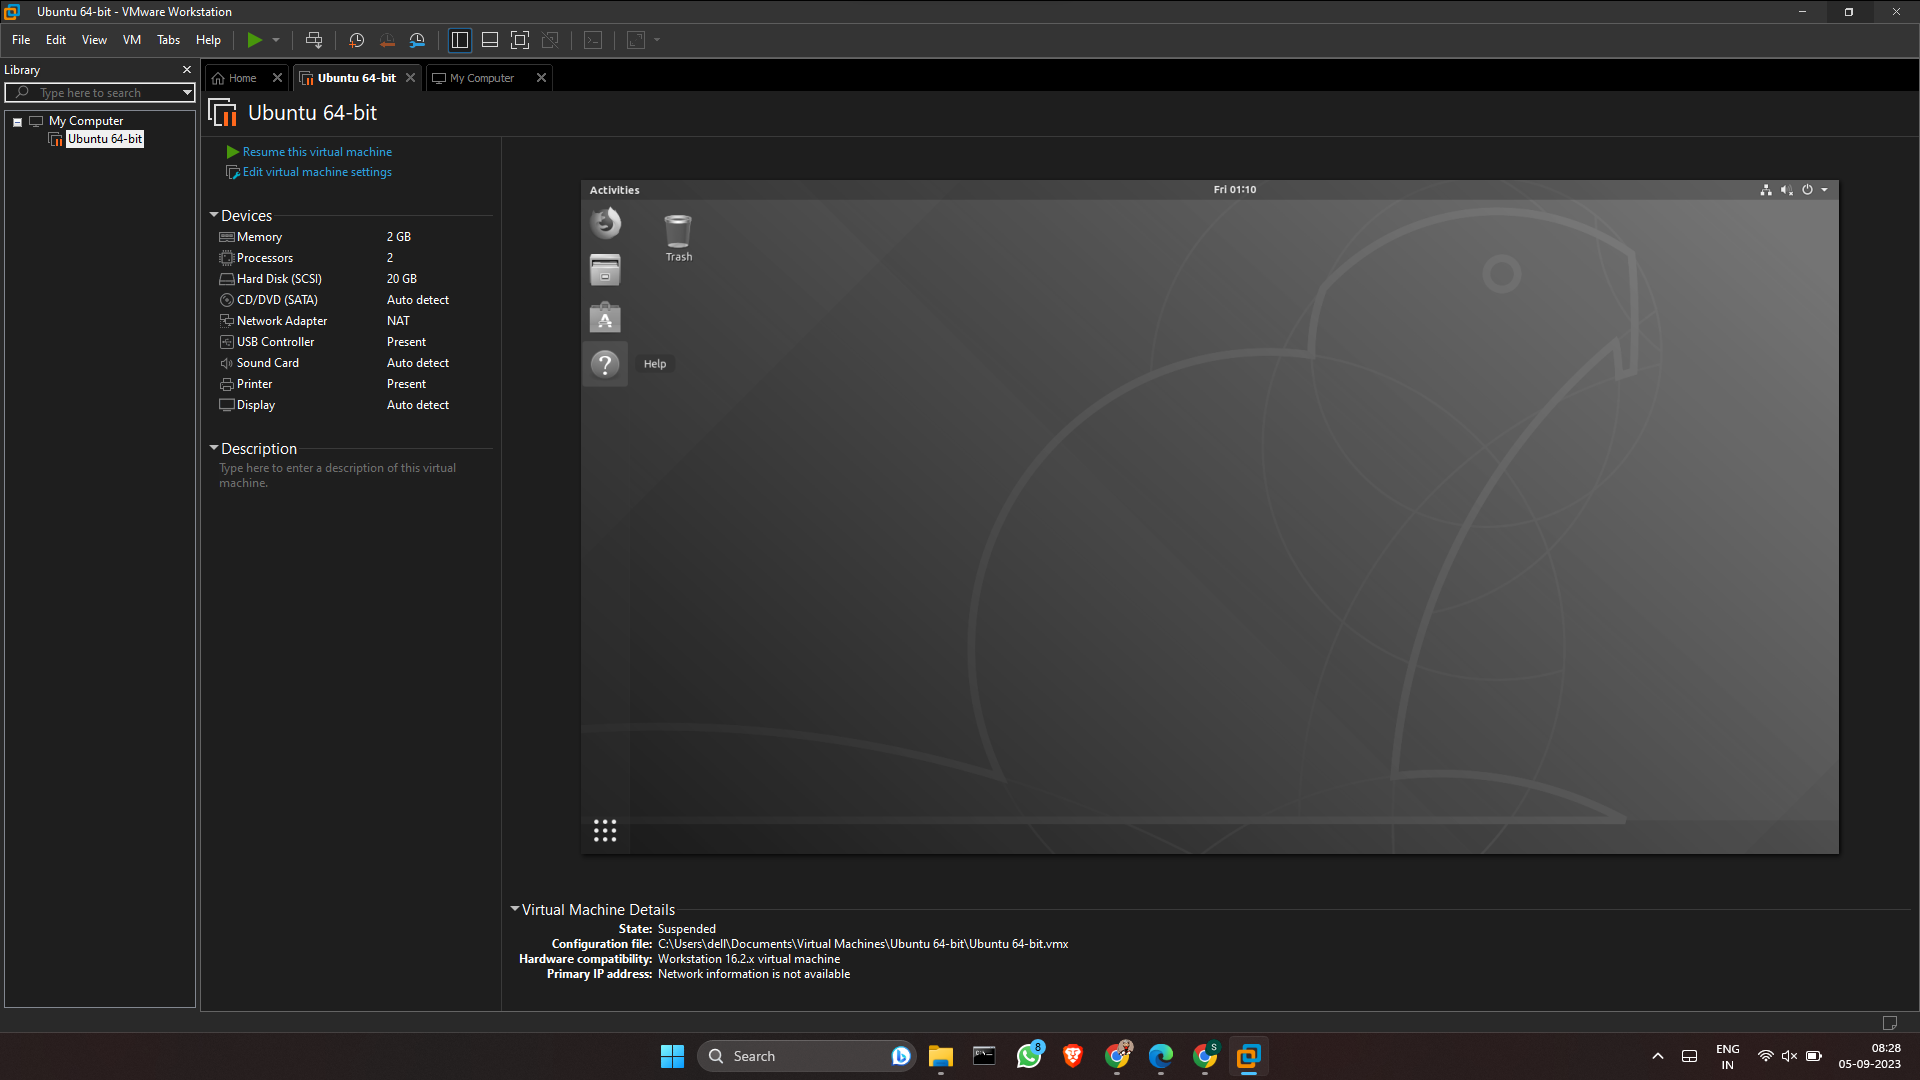 Ubuntu 64-bit - VMware Workstation
File Edit View VM Tabs Help
Library
Type here to search
My Computer
Ubuntu 64-bit
Home
Ubuntu 64-bit
My Computer
Ubuntu 64-bit
Resume this virtual machine
Edit virtual machine settings
Devices
Memory 2 GB
Processors 2
Hard Disk (SCSI) 20 GB
CD/DVD (SATA) Auto detect
Network Adapter NAT
USB Controller Present
Sound Card Auto detect
Printer Present
Display Auto detect
Description
Type here to enter a description of this virtual
machine.
Activities
Fri 01:10
Trash
Help
Virtual Machine Details
State: Suspended
Configuration file: C:\Users\dell\Documents\Virtual Machines\Ubuntu 64-bit\Ubuntu 64-bit.vmx
Hardware compatibility: Workstation 16.2.x virtual machine
Primary IP address: Network information is not available
Search
8
S
ENG
IN
08:28
05-09-2023